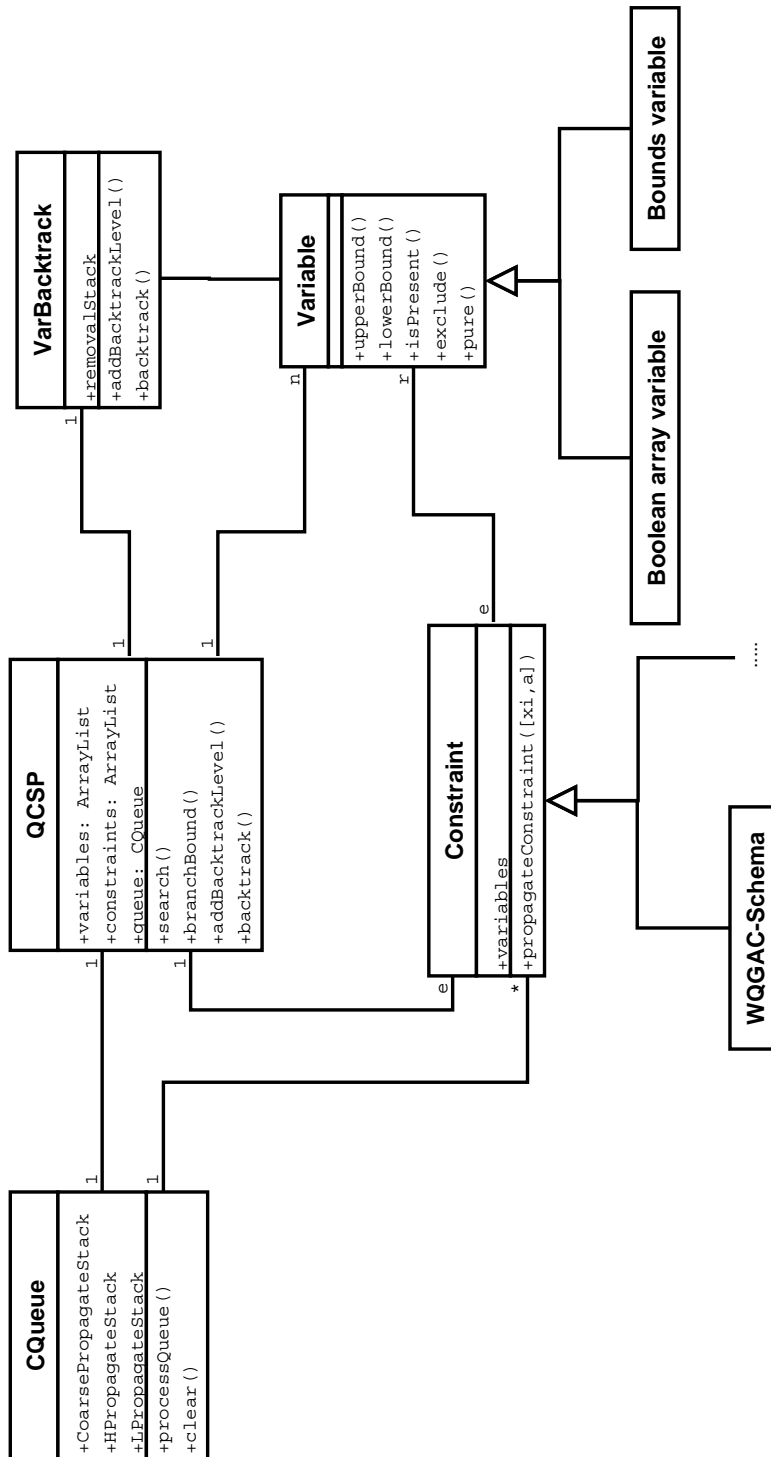 CQueue
+CoarsePropagateStack
+HPropagateStack
+LPropagateStack
+processQueue()
+clear()
1
1
QCSP
+variables: ArrayList
+constraints: ArrayList
+queue: CQueue
+search()
+branchBound()
+addBacktrackLevel()
+backtrack()
1
1
1
1
VarBacktrack
+removalStack
+addBacktrackLevel()
+backtrack()
1
Variable
+upperBound()
+lowerBound()
+isPresent()
+exclude()
+pure()
n
r
Constraint
+variables
+propagateConstraint([xi,a])
e
*
e
WQGAC-Schema
.....
Boolean array variable
Bounds variable